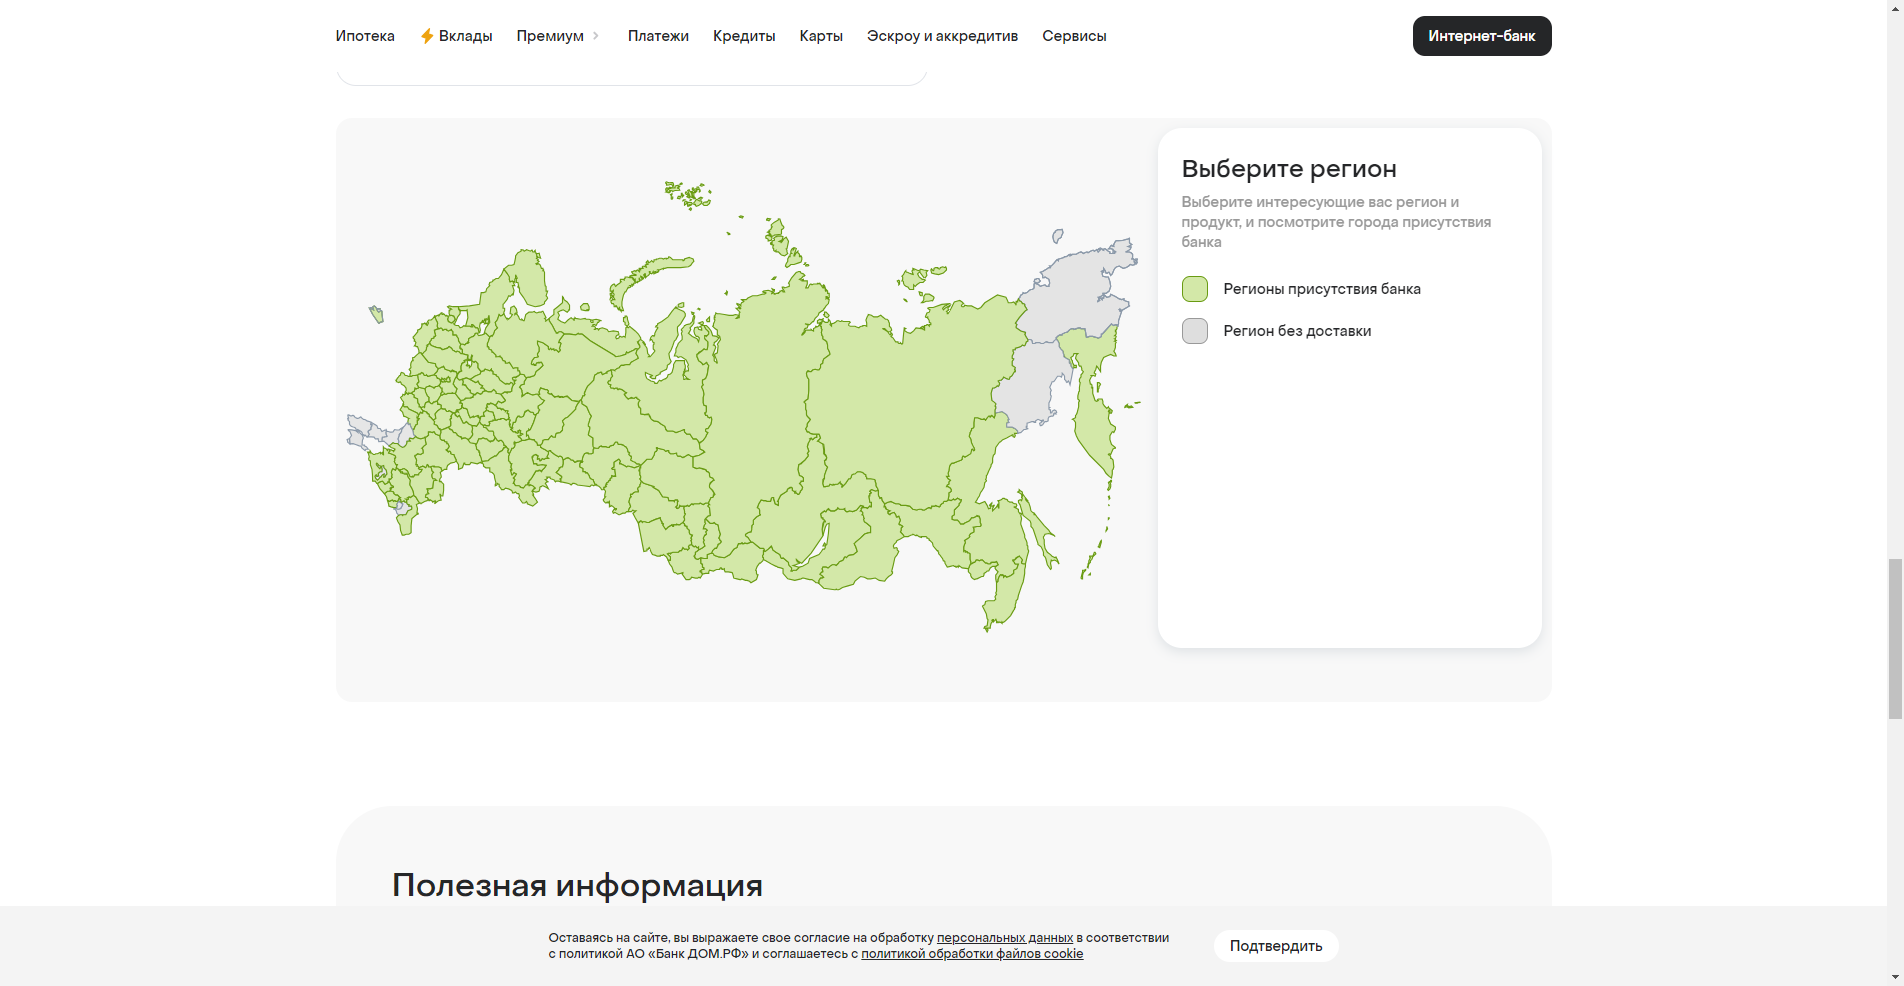 Ипотека Вклады Премиум Платежи Кредиты Карты Эскроу и аккредитив Сервисы Интернет-банк
Выберите регион
Выберите интересующие вас регион и
продукт, и посмотрите города присутствия
банка
Регионы присутствия банка
Регион без доставки
Полезная информация
Оставаясь на сайте, вы выражаете свое согласие на обработку персональных данных в соответствии
с политикой АО «Банк ДОМ.РФ» и соглашаетесь с политикой обработки файлов cookie
Подтвердить